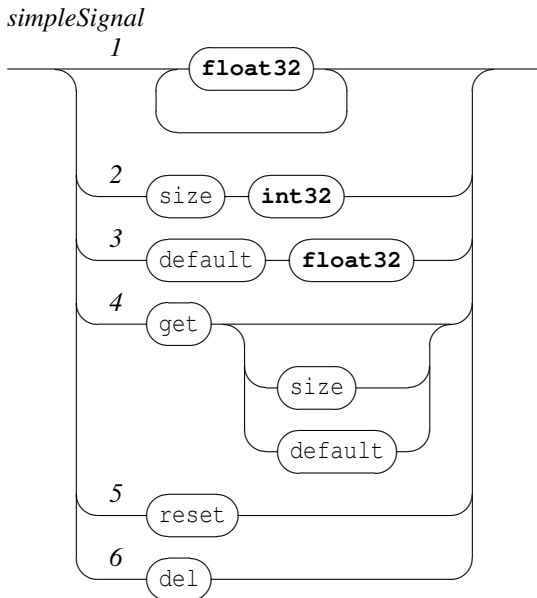 simpleSignal
1
float32
2
size int32
3
default float32
4
get
size
default
5
reset
6
del